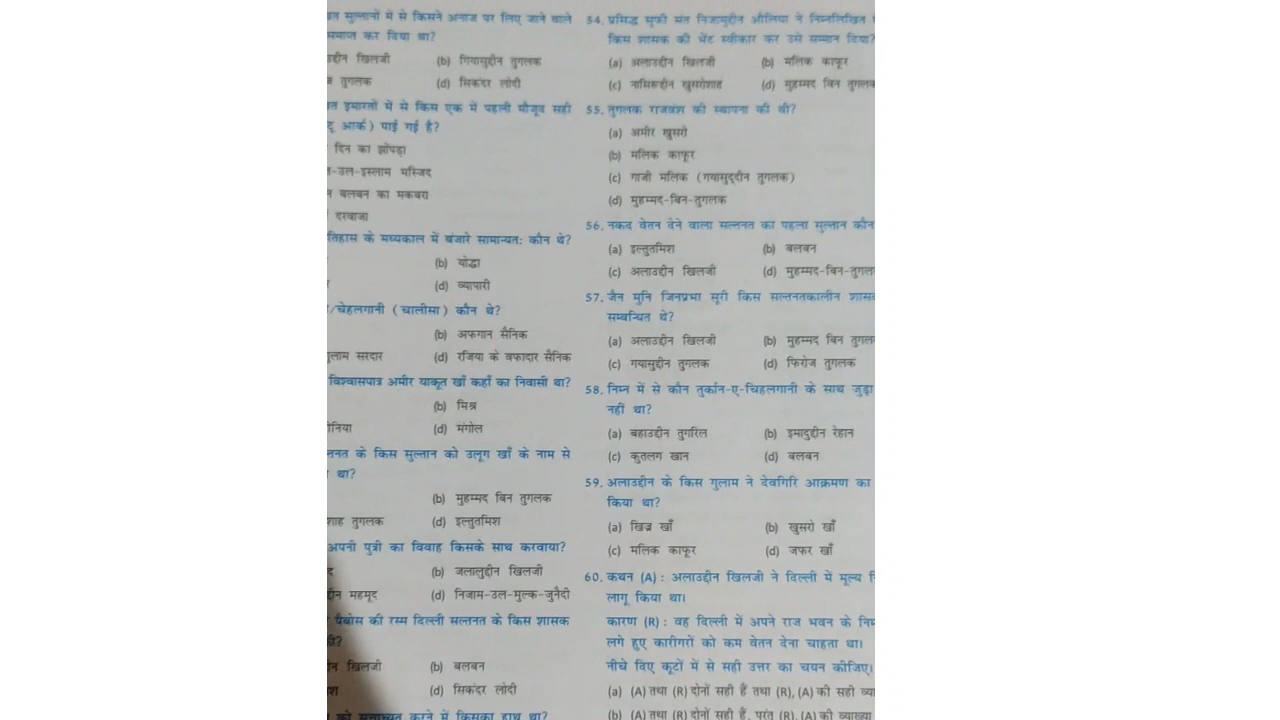 सुल्तानों में से किसने अनाज पर लिए जाने वाले
समाप्त कर दिया था?
खिलजी (b) गियासुद्दीन तुगलक
तुगलक (d) सिकंदर लोदी
इमारतों में से किस एक में पहली मौजूद सही
आर्क) पाई गई है?
दिन का झोंपड़ा
-उल-इस्लाम मस्जिद
बलबन का मकबरा
दरवाजा
के मध्यकाल में बंजारे सामान्यतः कौन थे?
(b) योद्धा
(d) व्यापारी
/चेहलगानी (चालीसा) कौन थे?
(b) अफगान सैनिक
सरदार (d) रजिया के वफादार सैनिक
विश्वासपात्र अमीर याकूत खाँ कहाँ का निवासी था?
(b) मिश्र
(d) मंगोल
के किस सुल्तान को उलूग खाँ के नाम से
था?
(b) मुहम्मद बिन तुगलक
तुगलक (d) इल्तुतमिश
अपनी पुत्री का विवाह किसके साथ करवाया?
(b) जलालुद्दीन खिलजी
महमूद (d) निजाम-उल-मुल्क-जुनैदी
पैबोस की रस्म दिल्ली सल्तनत के किस शासक
खिलजी (b) बलबन
(d) सिकंदर लोदी
करने में किसका हाथ था?
54. प्रसिद्ध सूफी संत निजामुद्दीन औलिया ने निम्नलिखित
किस शासक की भेंट स्वीकार कर उसे सम्मान दिया?
(a) अलाउद्दीन खिलजी (b) मलिक काफूर
(c) नासिरूद्दीन खुसरोशाह (d) मुहम्मद बिन तुगलक
55. तुगलक राजवंश की स्थापना की थी?
(a) अमीर खुसरो
(b) मलिक काफूर
(c) गाजी मलिक (गयासुद्दीन तुगलक)
(d) मुहम्मद-बिन-तुगलक
56. नकद वेतन देने वाला सल्तनत का पहला सुल्तान कौन
(a) इल्तुतमिश (b) बलबन
(c) अलाउद्दीन खिलजी (d) मुहम्मद-बिन-तुगल
57. जैन मुनि जिनप्रभा सूरी किस सल्तनतकालीन
सम्बन्धित थे?
(a) अलाउद्दीन खिलजी (b) मुहम्मद बिन तुगल
(c) गयासुद्दीन तुगलक (d) फिरोज तुगलक
58. निम्न में से कौन तुर्कान-ए-चिहलगानी के साथ जुड़ा
नहीं था?
(a) बहाउद्दीन तुगरिल (b) इमादुद्दीन रेहान
(c) कुतलग खान (d) बलबन
59. अलाउद्दीन के किस गुलाम ने देवगिरि आक्रमण का
किया था?
(a) खिज्र खाँ (b) खुसरो खाँ
(c) मलिक काफूर (d) जफर खाँ
60. कथन (A) : अलाउद्दीन खिलजी ने दिल्ली में मूल्य
लागू किया था।
कारण (R) : वह दिल्ली में अपने राज भवन के
लगे हुए कारीगरों को कम वेतन देना चाहता था।
नीचे दिए कूटों में से सही उत्तर का चयन कीजिए।
(a) (A) तथा (R) दोनों सही हैं तथा (R), (A) की सही
(b) (A) तथा (R) दोनों सही हैं, परंतु (R), (A) की व्याख्या